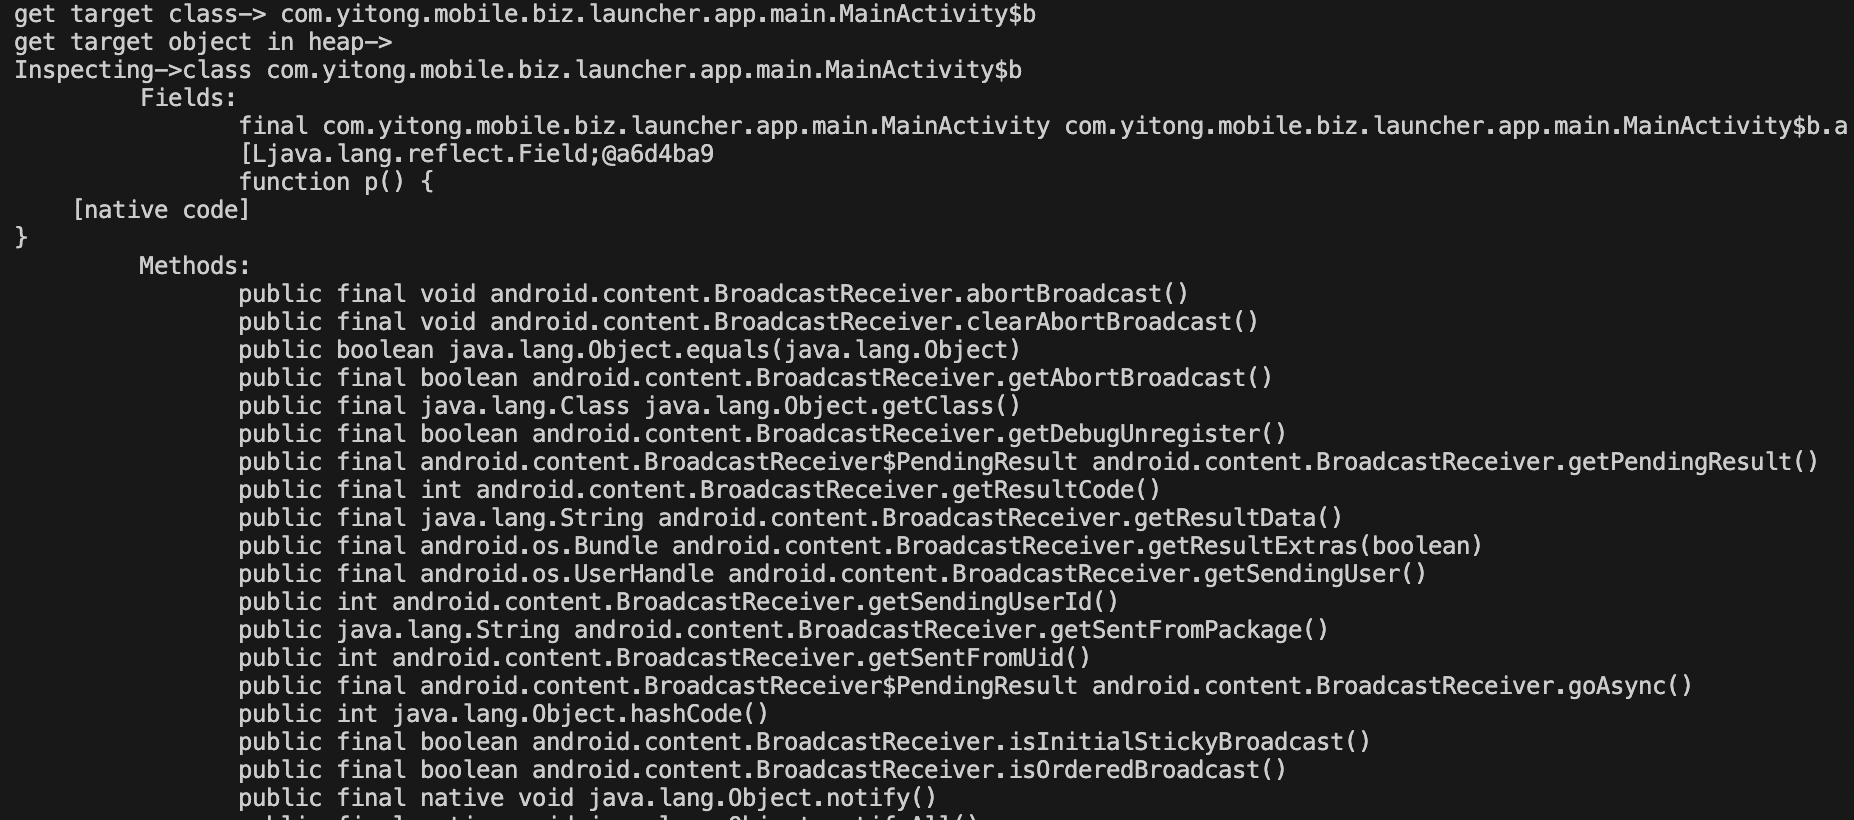 get target class-> com.yitong.mobile.biz.launcher.app.main.MainActivity$b
get target object in heap->
Inspecting->class com.yitong.mobile.biz.launcher.app.main.MainActivity$b
Fields:
final com.yitong.mobile.biz.launcher.app.main.MainActivity com.yitong.mobile.biz.launcher.app.main.MainActivity$b.a
[Ljava.lang.reflect.Field;@a6d4ba9
function p() {
[native code]
}
Methods:
public final void android.content.BroadcastReceiver.abortBroadcast()
public final void android.content.BroadcastReceiver.clearAbortBroadcast()
public boolean java.lang.Object.equals(java.lang.Object)
public final boolean android.content.BroadcastReceiver.getAbortBroadcast()
public final java.lang.Class java.lang.Object.getClass()
public final boolean android.content.BroadcastReceiver.getDebugUnregister()
public final android.content.BroadcastReceiver$PendingResult android.content.BroadcastReceiver.getPendingResult()
public final int android.content.BroadcastReceiver.getResultCode()
public final java.lang.String android.content.BroadcastReceiver.getResultData()
public final android.os.Bundle android.content.BroadcastReceiver.getResultExtras(boolean)
public final android.os.UserHandle android.content.BroadcastReceiver.getSendingUser()
public int android.content.BroadcastReceiver.getSendingUserId()
public java.lang.String android.content.BroadcastReceiver.getSentFromPackage()
public int android.content.BroadcastReceiver.getSentFromUid()
public final android.content.BroadcastReceiver$PendingResult android.content.BroadcastReceiver.goAsync()
public int java.lang.Object.hashCode()
public final boolean android.content.BroadcastReceiver.isInitialStickyBroadcast()
public final boolean android.content.BroadcastReceiver.isOrderedBroadcast()
public final native void java.lang.Object.notify()